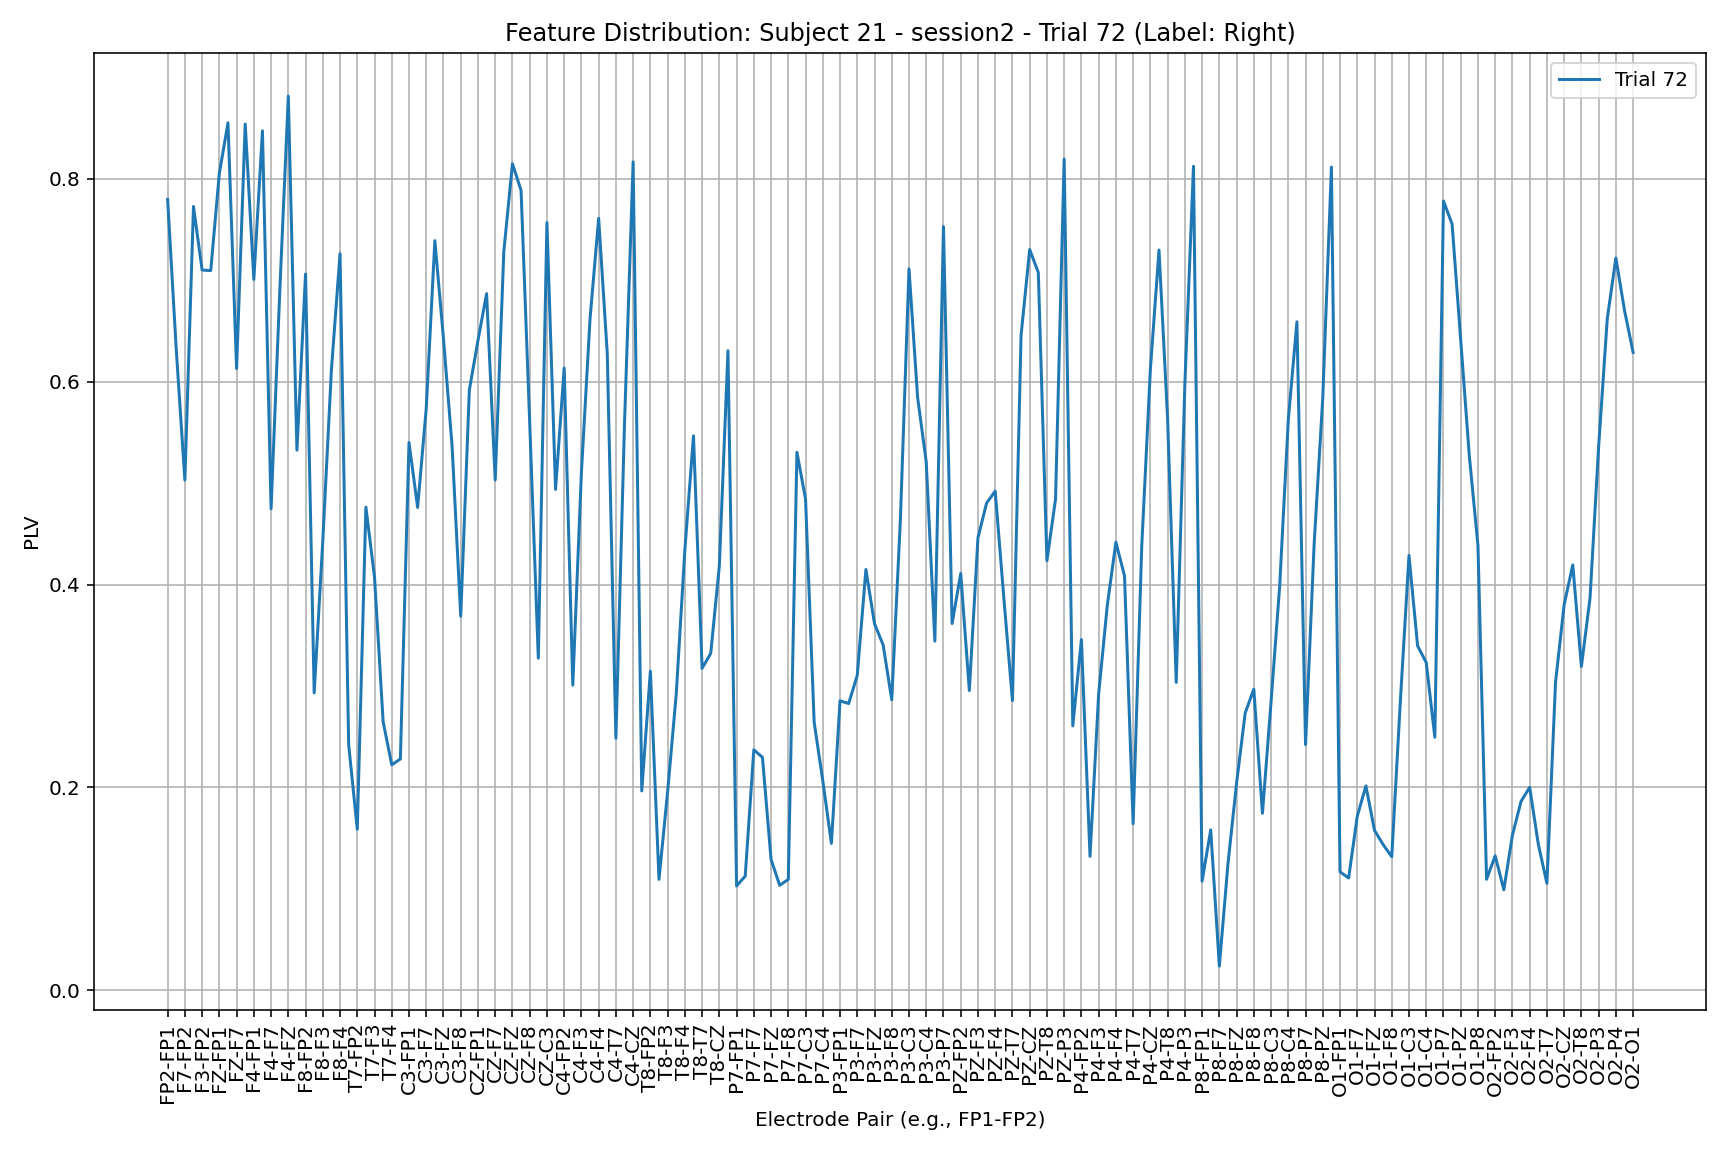 Feature Distribution: Subject 21 - session2 - Trial 72 (Label: Right)
Trial 72
PLV
0.8
0.6
0.4
0.2
0.0
FP2-FP1
F7-FP2
F3-FP2
FZ-FP1
FZ-F7
F4-FP1
F4-F7
F4-FZ
F8-FP2
F8-F3
F8-F4
T7-FP2
T7-F3
T7-F4
C3-FP1
C3-F7
C3-FZ
C3-F8
CZ-FP1
CZ-F7
CZ-FZ
CZ-F8
CZ-C3
C4-FP2
C4-F3
C4-F4
C4-T7
C4-CZ
T8-FP2
T8-F3
T8-F4
T8-T7
T8-CZ
P7-FP1
P7-F7
P7-FZ
P7-F8
P7-C3
P7-C4
P3-FP1
P3-F7
P3-FZ
P3-F8
P3-C3
P3-C4
P3-P7
PZ-FP2
PZ-F3
PZ-F4
PZ-T7
PZ-CZ
PZ-T8
PZ-P3
P4-FP2
P4-F3
P4-F4
P4-T7
P4-CZ
P4-T8
P4-P3
P8-FP1
P8-F7
P8-FZ
P8-F8
P8-C3
P8-C4
P8-P7
P8-PZ
O1-FP1
O1-F7
O1-FZ
O1-F8
O1-C3
O1-C4
O1-P7
O1-PZ
O1-P8
O2-FP2
O2-F3
O2-F4
O2-T7
O2-CZ
O2-T8
O2-P3
O2-P4
O2-O1
Electrode Pair (e.g., FP1-FP2)